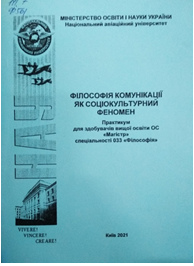 МІНІСТЕРСТВО ОСВІТИ І НАУКИ УКРАЇНИ
Національний авіаційний університет
НАУ
ФІЛОСОФІЯ КОМУНІКАЦІЇ
ЯК СОЦІОКУЛЬТУРНИЙ
ФЕНОМЕН
Практикум
для здобувачів вищої освіти ОС
«Магістр»
спеціальності 033 «Філософія»
VIVERE!
VINCERE!
CREARE!
Київ 2021